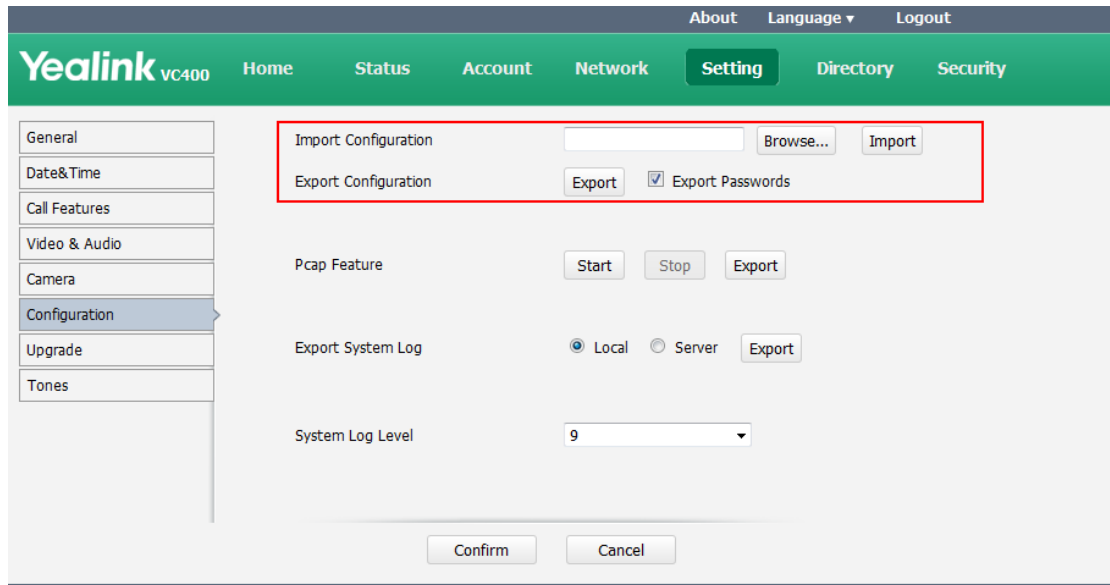 About Language ▾ Logout
Yealink VC400 Home Status Account Network Setting Directory Security
General
Date&Time
Call Features
Video & Audio
Camera
Configuration
Upgrade
Tones
Import Configuration Browse... Import
Export Configuration Export Export Passwords
Pcap Feature Start Stop Export
Export System Log Local Server Export
System Log Level 9
Confirm Cancel